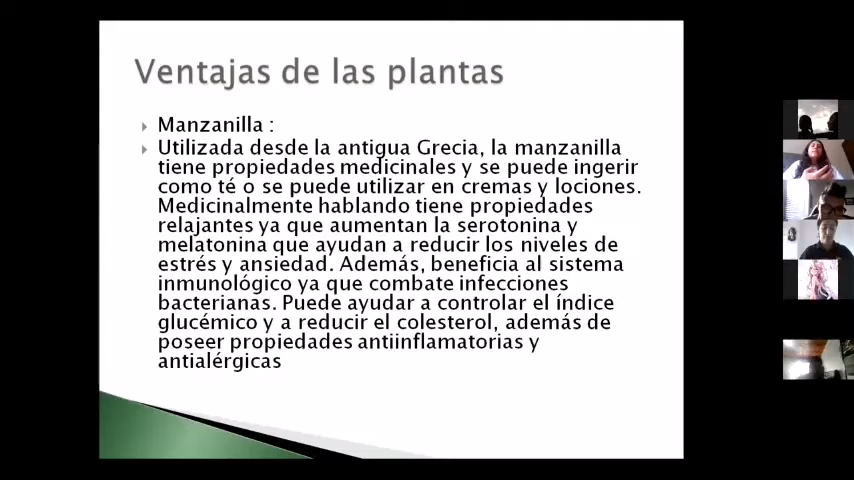 Ventajas de las plantas
Manzanilla :
Utilizada desde la antigua Grecia, la manzanilla
tiene propiedades medicinales y se puede ingerir
como té o se puede utilizar en cremas y lociones.
Medicinalmente hablando tiene propiedades
relajantes ya que aumentan la serotonina y
melatonina que ayudan a reducir los niveles de
estrés y ansiedad. Además, beneficia al sistema
inmunológico ya que combate infecciones
bacterianas. Puede ayudar a controlar el índice
glucémico y a reducir el colesterol, además de
poseer propiedades antiinflamatorias y
antialérgicas